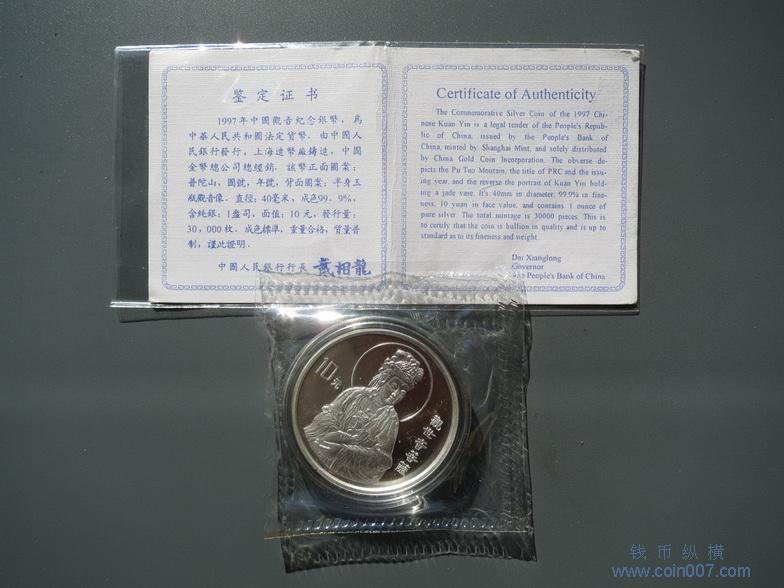 鉴定证书
1997年中國觀音紀念銀幣，爲
中華人民共和國法定貨幣．由中國人
民銀行發行，上海造幣廠鑄造，中國
金幣總公司總經銷．該幣正面圖案：
普陀山，國號，年號，背面圖案：半身玉
瓶觀音像．直徑：40毫米，成色99．9%，
含純銀：1盎司，面值：10元，發行量：
30,000枚．成色標準，重量合格，質量普
制，謹此證明．
中國人民銀行行長 戴相龍
Certificate of Authenticity
The Commemorative Silver Coin of the 1997 Chi-
nese Kuan Yin is a legal tender of the People's Repub-
lic of China, issued by the People's Bank of
China, minted by Shanghai Mint, and solely distributed
by China Gold Coin Incorporation. The obverse de-
picts the Pu Tuo Moutain, the title of PRC and the issu-
ing year, and the reverse the portrait of Kuan Yin hold-
ing a jade vase. It's 40mm in diameter, 99.9% in fine-
ness, 10 yuan in face value, and contains 1 ounce of
pure silver. The total mintage is 30000 pieces. This is
to certify that the coin is bullion in quality and is up to
standard as to its fineness and weight.
Dai Xianglong
Governor
The People's Bank of China
10元
觀世音菩薩
钱币纵横
www.coin007.com